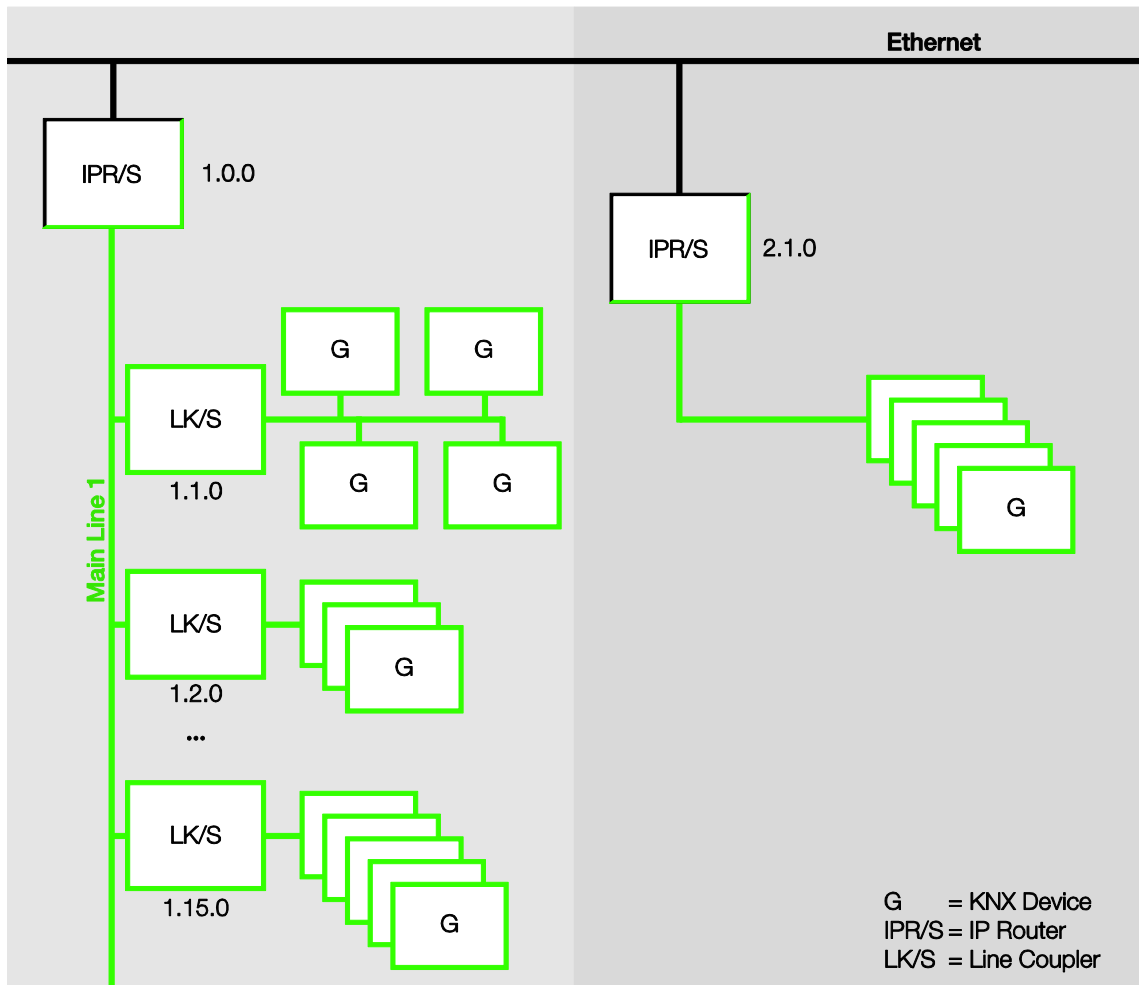 Ethernet
IPR/S
1.0.0
IPR/S
2.1.0
G
G
LK/S
1.1.0
G
G
Main Line 1
G
LK/S
1.2.0
G
...
LK/S
1.15.0
G
G = KNX Device
IPR/S = IP Router
LK/S = Line Coupler